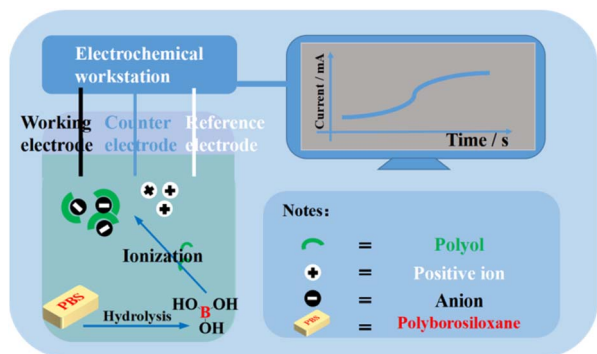 Electrochemical
workstation
Working Counter Reference
electrode electrode electrode
Current / mA
Time / s
Ionization
PBS
Hydrolysis
HO B OH
OH
Notes:
= Polyol
= Positive ion
= Anion
PBS = Polyborosiloxane